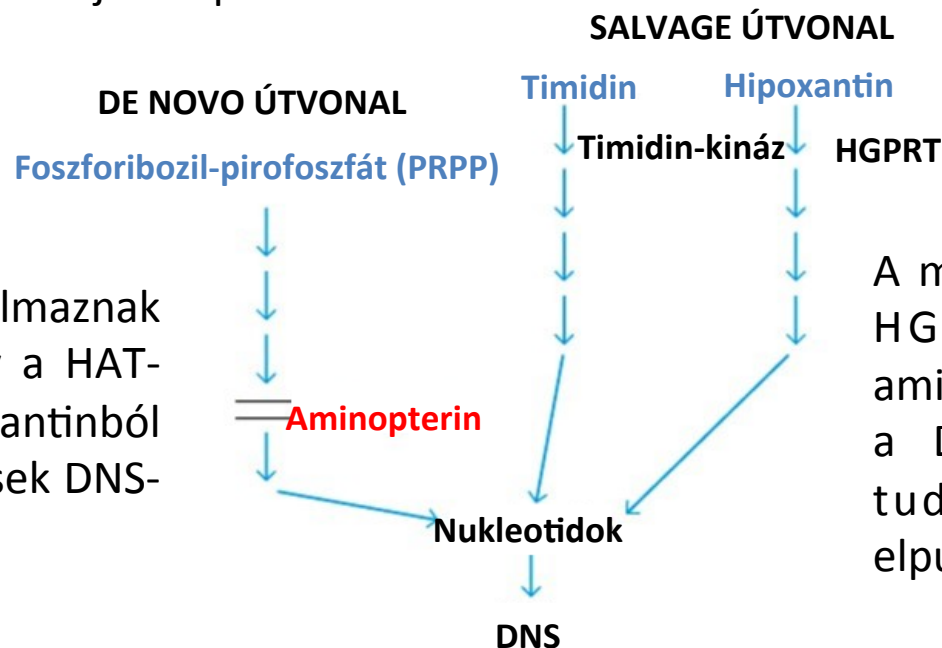 SALVAGE ÚTVONAL
DE NOVO ÚTVONAL
Timidin
Hipoxantin
Foszforibozil-pirofoszfát (PRPP)
Timidin-kináz
HGPRT
lmaznak
a HAT-
antinból
sek DNS-
Aminopterin
A m
HG
ami
a D
tud
elpu
Nukleotidok
DNS